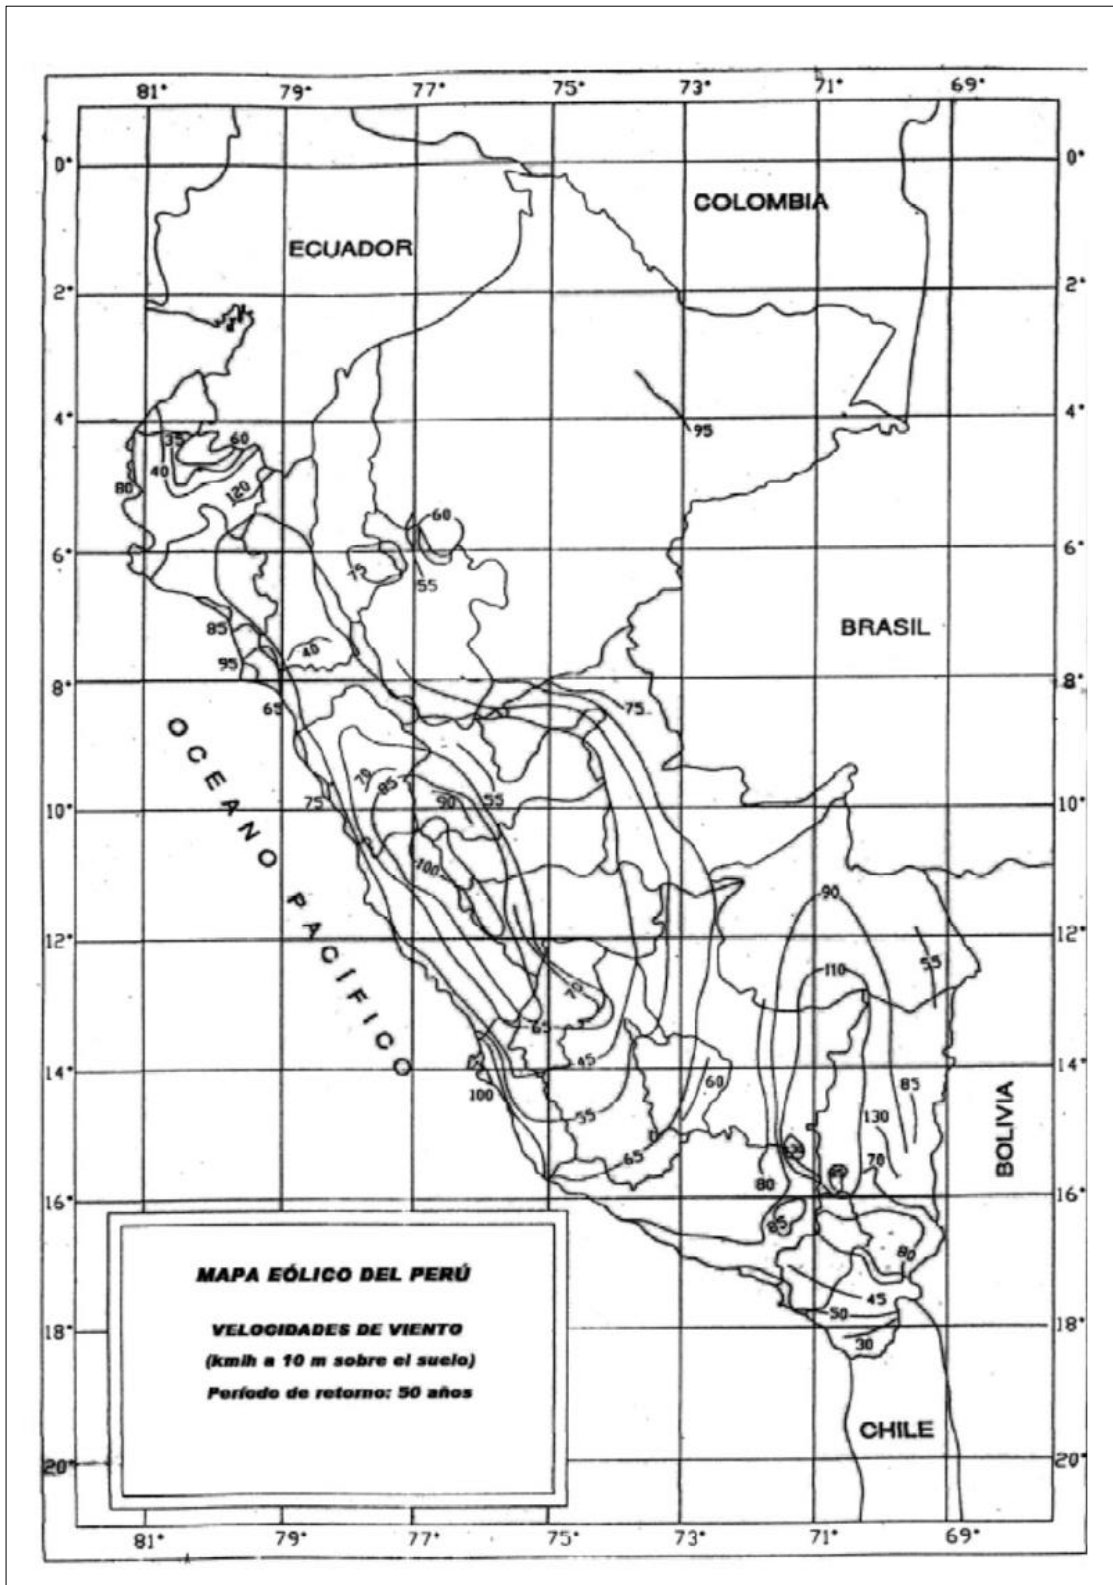 81° 79° 77° 75° 73° 71° 69°
0° 0°
COLOMBIA
ECUADOR
2° 2°
4° 4°
35 60
95
40
80 120
60
6° 6°
75 55
85 BRASIL
40
95
8° 8°
65 75
OCEANO PACÍFICO
70 85 90 55
75
10° 10°
100
90
12° 12°
55
110
70
65
45
14° 14°
100 60 85
BOLIVIA
55 130
65 70
80
16° 16°
85
80
MAPA EÓLICO DEL PERÚ
45
50
VELOCIDADES DE VIENTO
18° 18°
(kmih a 10 m sobre el suelo)
30
Período de retorno: 50 años
CHILE
20° 20°
81° 79° 77° 75° 73° 71° 69°